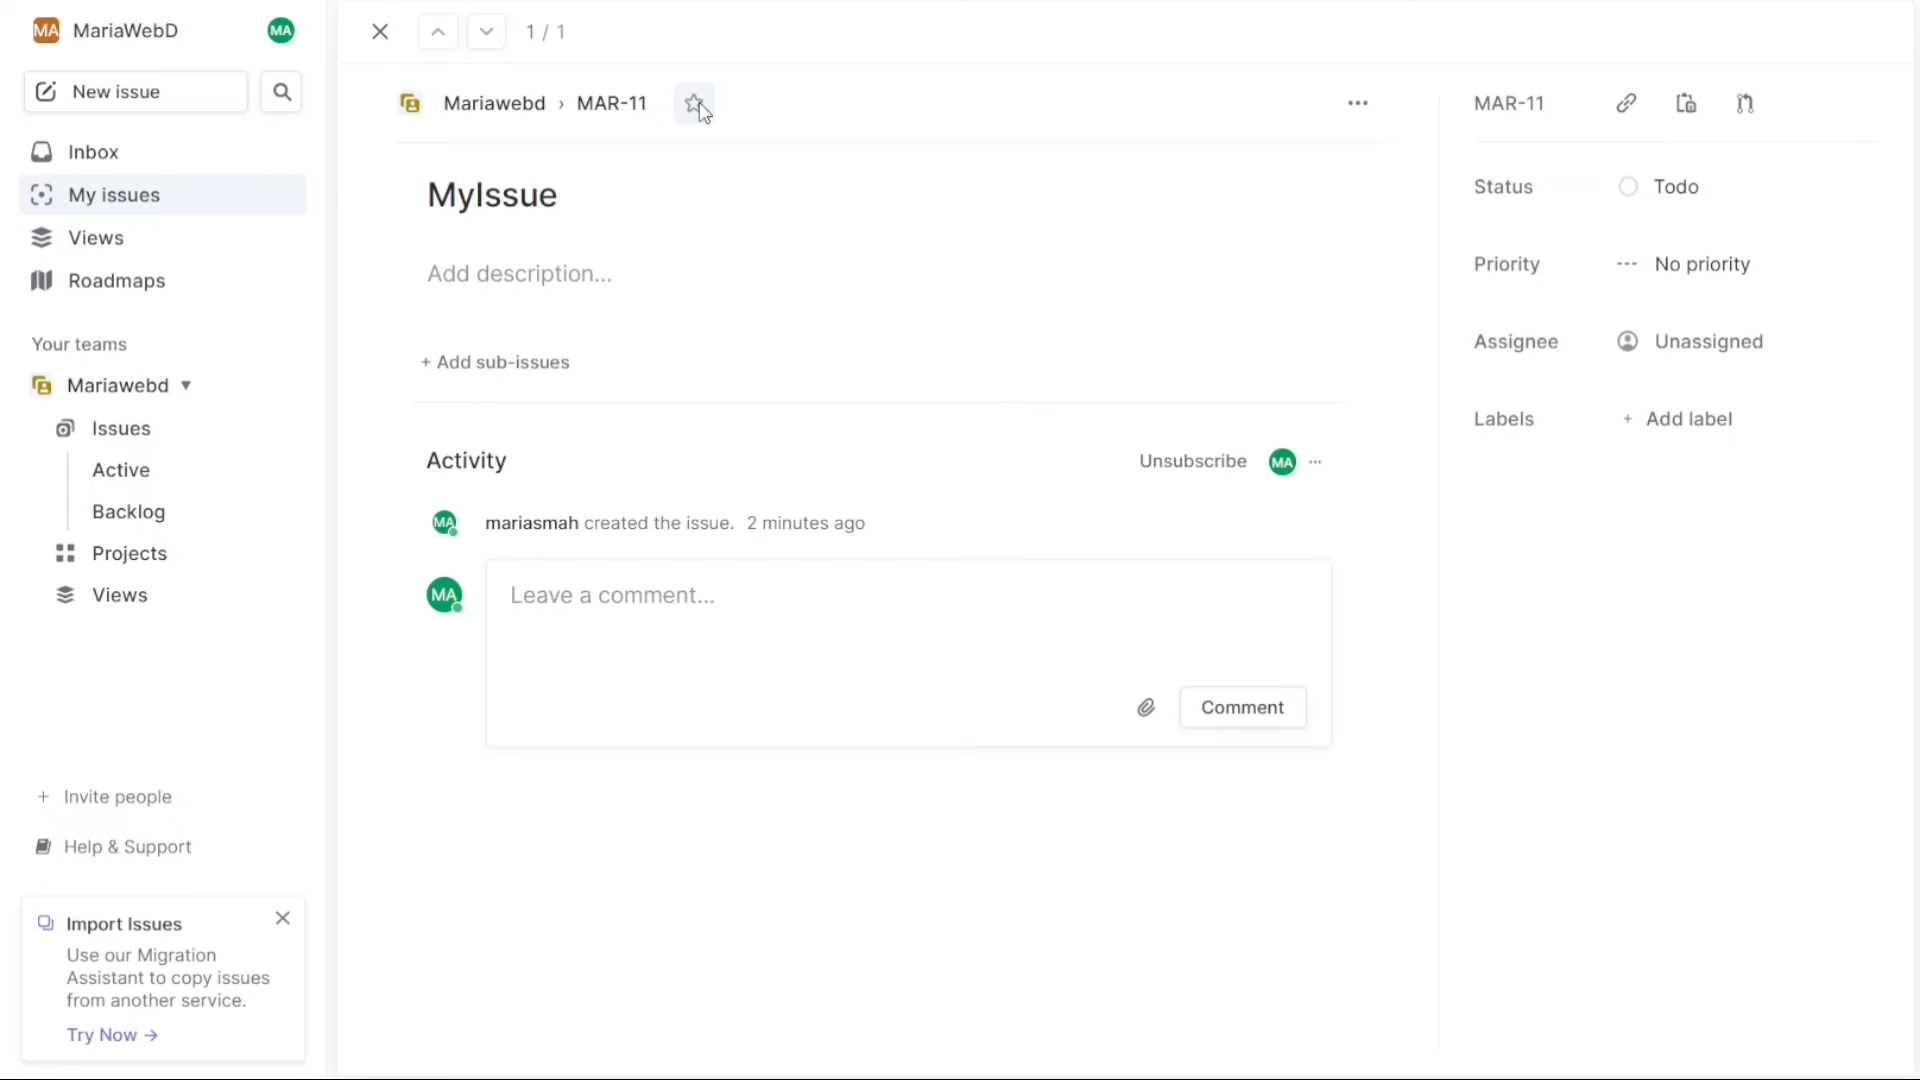 MA MariaWebD MA
New issue
Inbox
My issues
Views
Roadmaps
Your teams
Mariawebd ▼
Issues
Active
Backlog
Projects
Views
+ Invite people
Help & Support
Import Issues
Use our Migration
Assistant to copy issues
from another service.
Try Now →
1 / 1
Mariawebd › MAR-11
MyIssue
Add description...
+ Add sub-issues
Activity
Unsubscribe MA ...
MA mariasmah created the issue. 2 minutes ago
MA Leave a comment...
Comment
MAR-11
Status Todo
Priority --- No priority
Assignee Unassigned
Labels + Add label